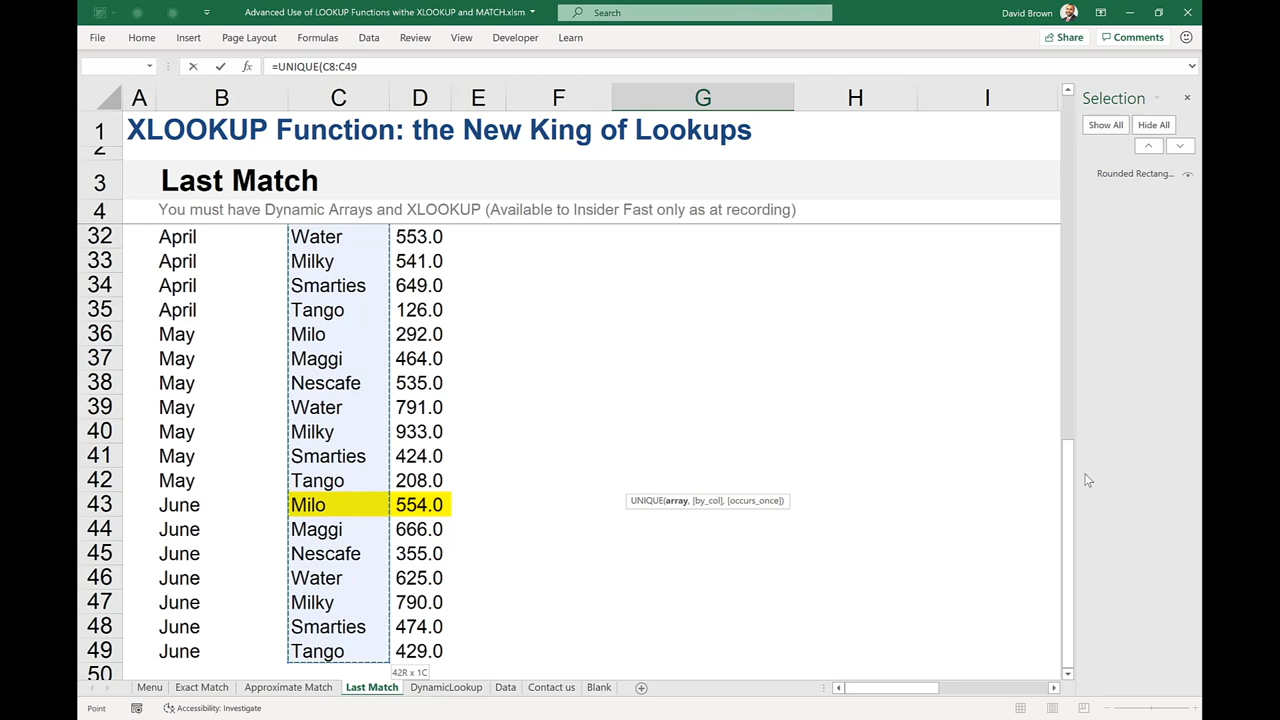 Advanced Use of LOOKUP Functions withe XLOOKUP and MATCH.xlsm
Search
David Brown
File Home Insert Page Layout Formulas Data Review View Developer Learn Share Comments
fx =UNIQUE(C8:C49
A B C D E F G H I
Selection
Show All Hide All
Rounded Rectang...
1 XLOOKUP Function: the New King of Lookups
2
3 Last Match
4 You must have Dynamic Arrays and XLOOKUP (Available to Insider Fast only as at recording)
32 April Water 553.0
33 April Milky 541.0
34 April Smarties 649.0
35 April Tango 126.0
36 May Milo 292.0
37 May Maggi 464.0
38 May Nescafe 535.0
39 May Water 791.0
40 May Milky 933.0
41 May Smarties 424.0
42 May Tango 208.0
43 June Milo 554.0
UNIQUE(array, [by_col], [occurs_once])
44 June Maggi 666.0
45 June Nescafe 355.0
46 June Water 625.0
47 June Milky 790.0
48 June Smarties 474.0
49 June Tango 429.0
50
42R x 1C
Menu Exact Match Approximate Match Last Match DynamicLookup Data Contact us Blank
Point Accessibility: Investigate